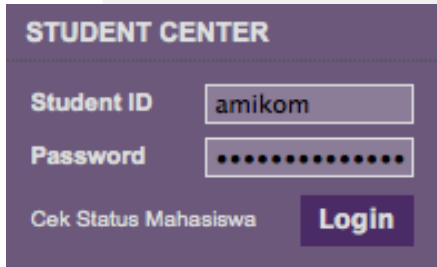 STUDENT CENTER
Student ID amikom
Password ••••••••••••••
Cek Status Mahasiswa Login